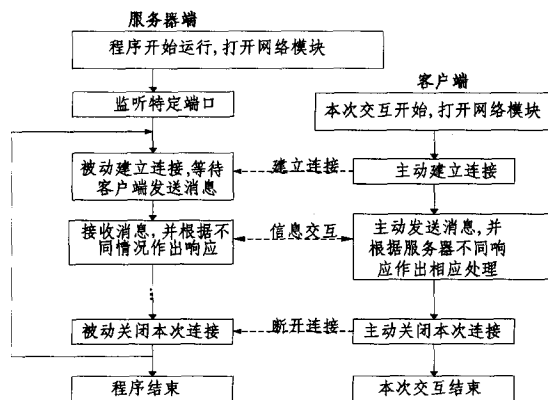 服务器端
程序开始运行,打开网络模块
监听特定端口
被动建立连接,等待
客户端发送消息
接收消息,并根据不
同情况作出响应
被动关闭本次连接
程序结束
建立连接
信息交互
断开连接
客户端
本次交互开始,打开网络模块
主动建立连接
主动发送消息,并
根据服务器不同响
应作出相应处理
主动关闭本次连接
本次交互结束